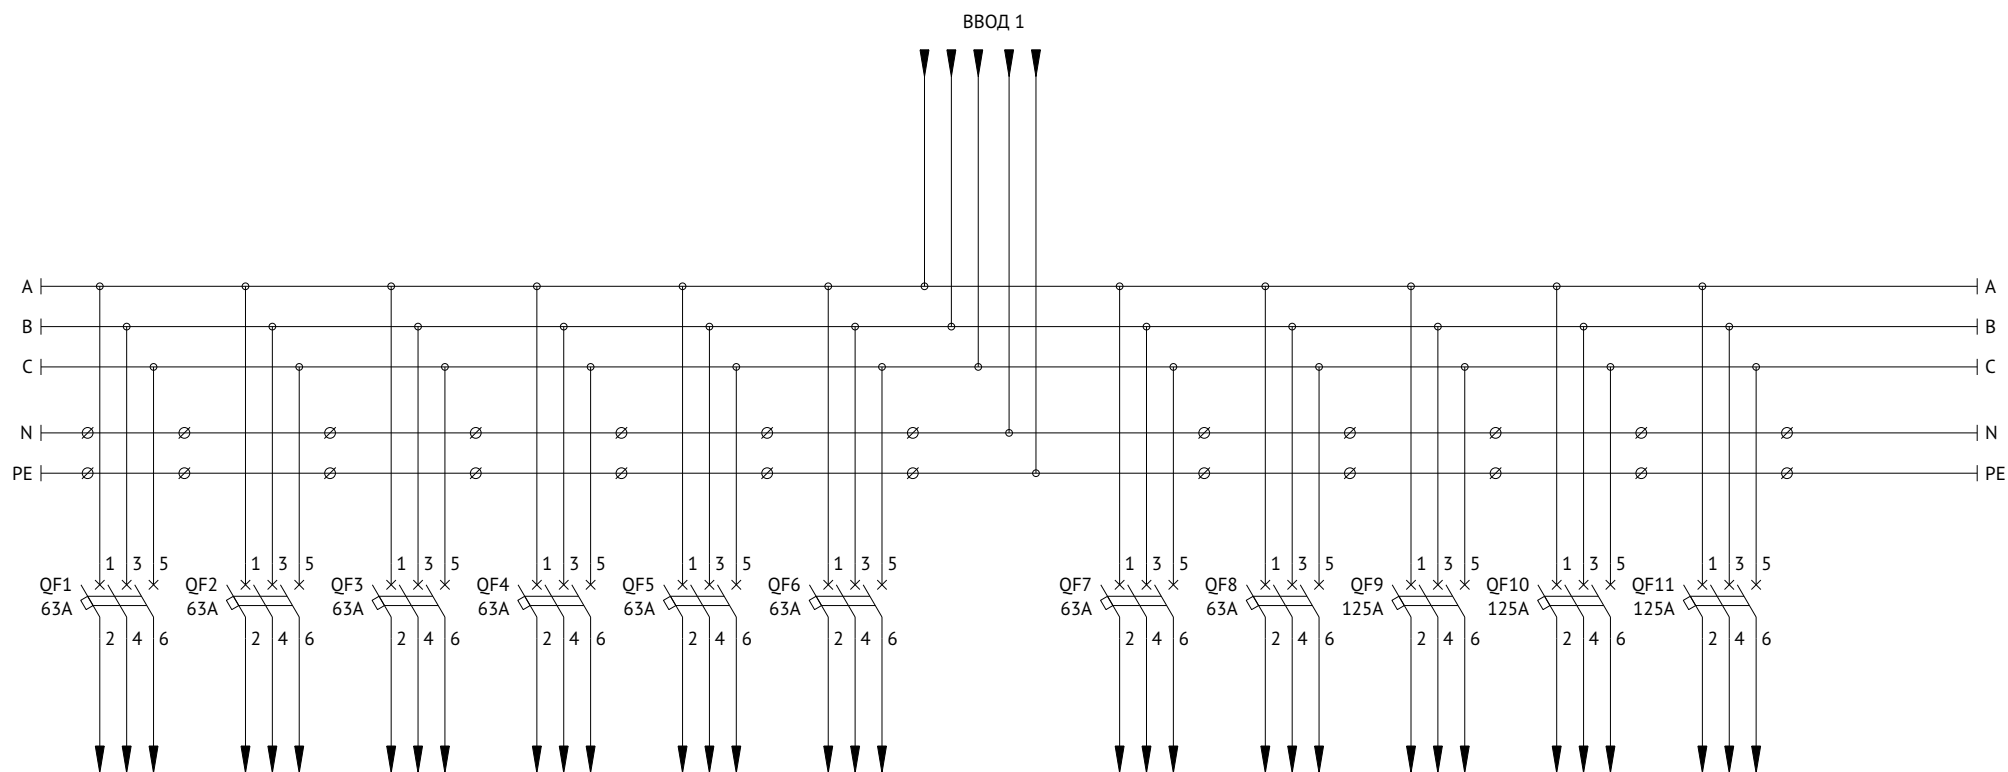 ВВОД 1
A A
B B
C C
N N
PE PE
1 3 5 1 3 5 1 3 5 1 3 5 1 3 5 1 3 5 1 3 5 1 3 5 1 3 5 1 3 5 1 3 5
QF1 QF2 QF3 QF4 QF5 QF6 QF7 QF8 QF9 QF10 QF11
63A 63A 63A 63A 63A 63A 63A 63A 125A 125A 125A
2 4 6 2 4 6 2 4 6 2 4 6 2 4 6 2 4 6 2 4 6 2 4 6 2 4 6 2 4 6 2 4 6